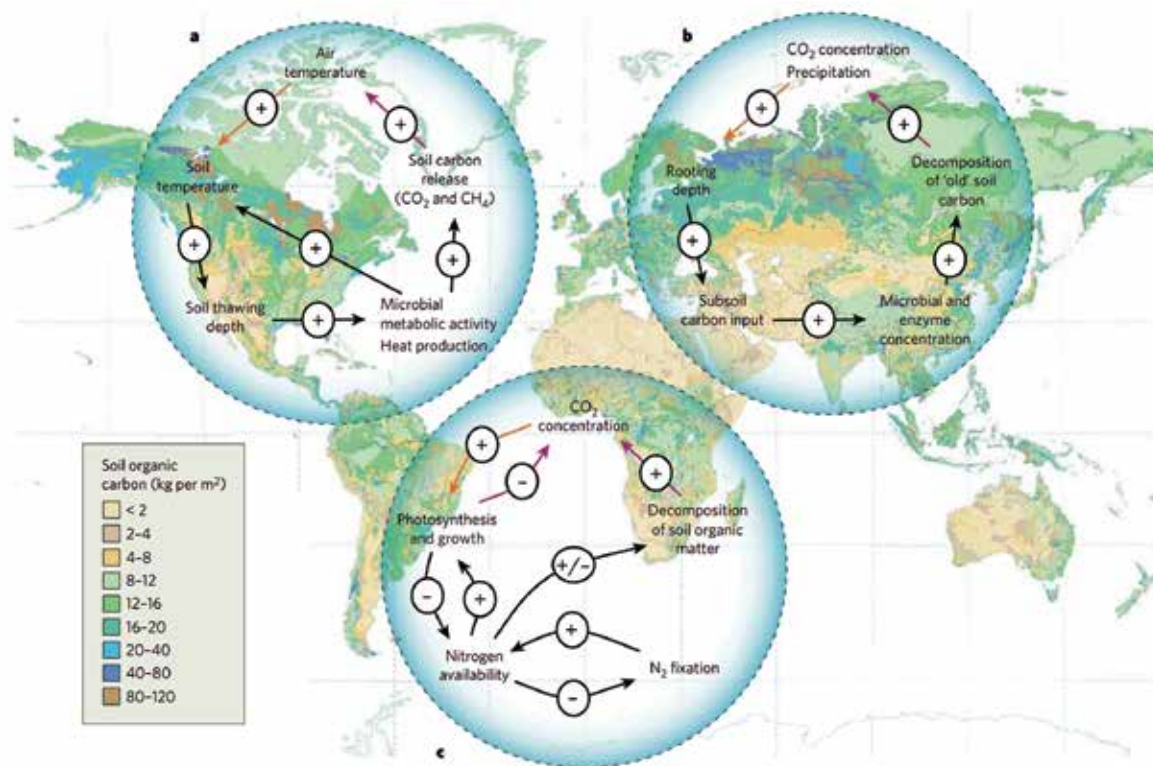 a
Air
temperature
+
+
Soil
temperature
Soil carbon
release
(CO₂ and CH₄)
+
+
+
Soil thawing
depth
+
Microbial
metabolic activity
Heat production
b
CO₂ concentration
Precipitation
+
+
Rooting
depth
Decomposition
of 'old' soil
carbon
+
+
Subsoil
carbon input
+
Microbial and
enzyme
concentration
CO₂
concentration
+
−
+
Photosynthesis
and growth
Decomposition
of soil organic
matter
+/−
−
+
+
Nitrogen
availability
N₂ fixation
−
c
Soil organic
carbon (kg per m²)
< 2
2–4
4–8
8–12
12–16
16–20
20–40
40–80
80–120